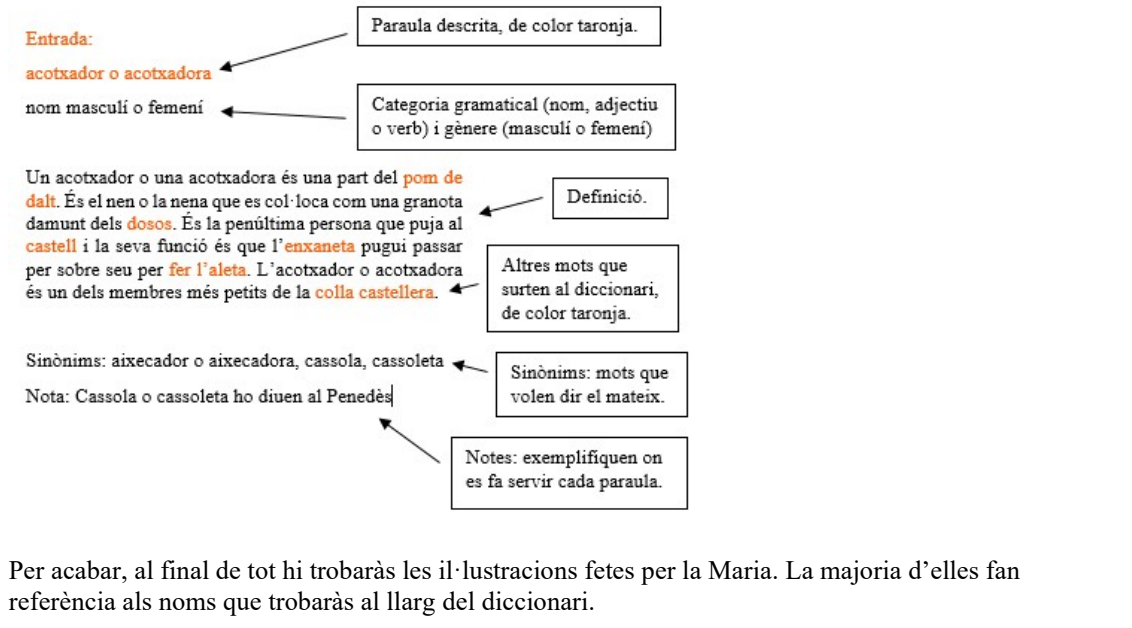 Paraula descrita, de color taronja.
Entrada:
acotxador o acotxadora
nom masculí o femení
Categoria gramatical (nom, adjectiu
o verb) i gènere (masculí o femení)
Un acotxador o una acotxadora és una part del pom de
dalt. És el nen o la nena que es col·loca com una granota
damunt dels dosos. És la penúltima persona que puja al
castell i la seva funció és que l’enxaneta pugui passar
per sobre seu per fer l’aleta. L’acotxador o acotxadora
és un dels membres més petits de la colla castellera.
Definició.
Altres mots que
surten al diccionari,
de color taronja.
Sinònims: aixecador o aixecadora, cassola, cassoleta
Nota: Cassola o cassoleta ho diuen al Penedès
Sinònims: mots que
volen dir el mateix.
Notes: exemplifiquen on
es fa servir cada paraula.
Per acabar, al final de tot hi trobaràs les il·lustracions fetes per la Maria. La majoria d’elles fan
referència als noms que trobaràs al llarg del diccionari.